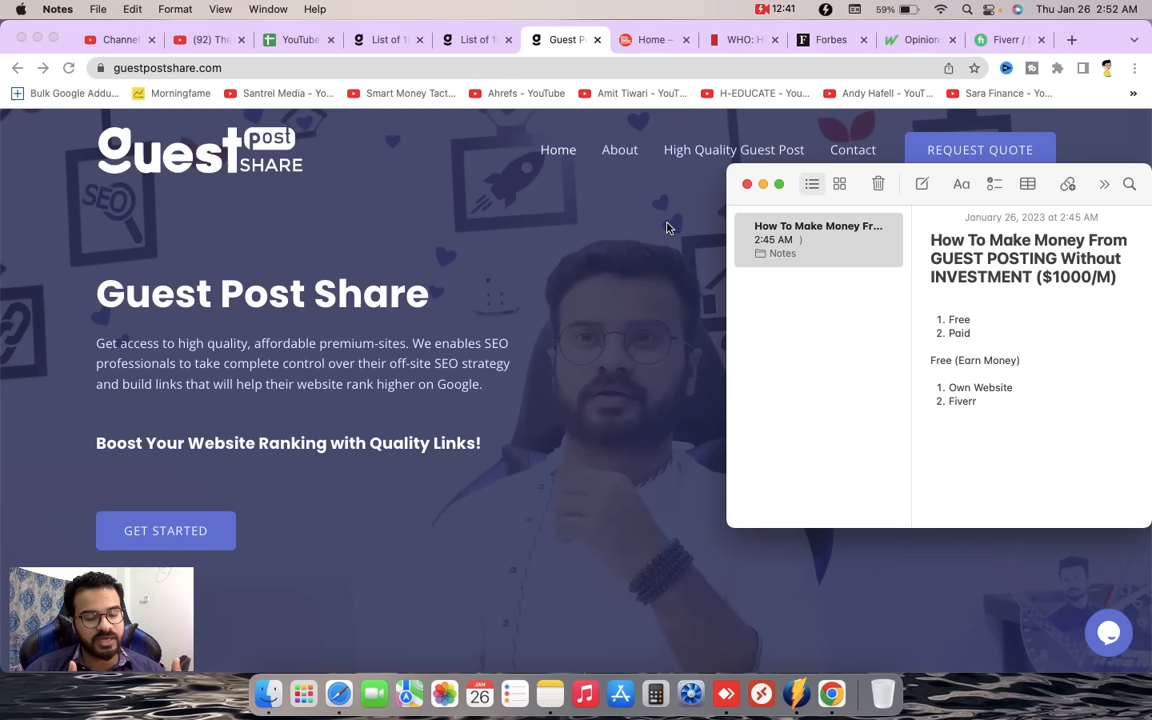 Notes File Edit Format View Window Help
12:41
59%
Thu Jan 26 2:52 AM
Channel
(92) The
YouTube
List of 1
List of 1
Guest P
Home –
WHO: H
Forbes
Opinion
Fiverr /
guestpostshare.com
Bulk Google Addu...
Morningfame
Santrel Media - Yo...
Smart Money Tact...
Ahrefs - YouTube
Amit Tiwari - YouT...
H-EDUCATE - You...
Andy Hafell - YouT...
Sara Finance - Yo...
»
guest post SHARE
Home
About
High Quality Guest Post
Contact
REQUEST QUOTE
SEO
Guest Post Share
Get access to high quality, affordable premium-sites. We enables SEO
professionals to take complete control over their off-site SEO strategy
and build links that will help their website rank higher on Google.
Boost Your Website Ranking with Quality Links!
GET STARTED
Aa
How To Make Money Fr...
2:45 AM )
Notes
January 26, 2023 at 2:45 AM
How To Make Money From
GUEST POSTING Without
INVESTMENT ($1000/M)
1. Free
2. Paid
Free (Earn Money)
1. Own Website
2. Fiverr
JAN
26